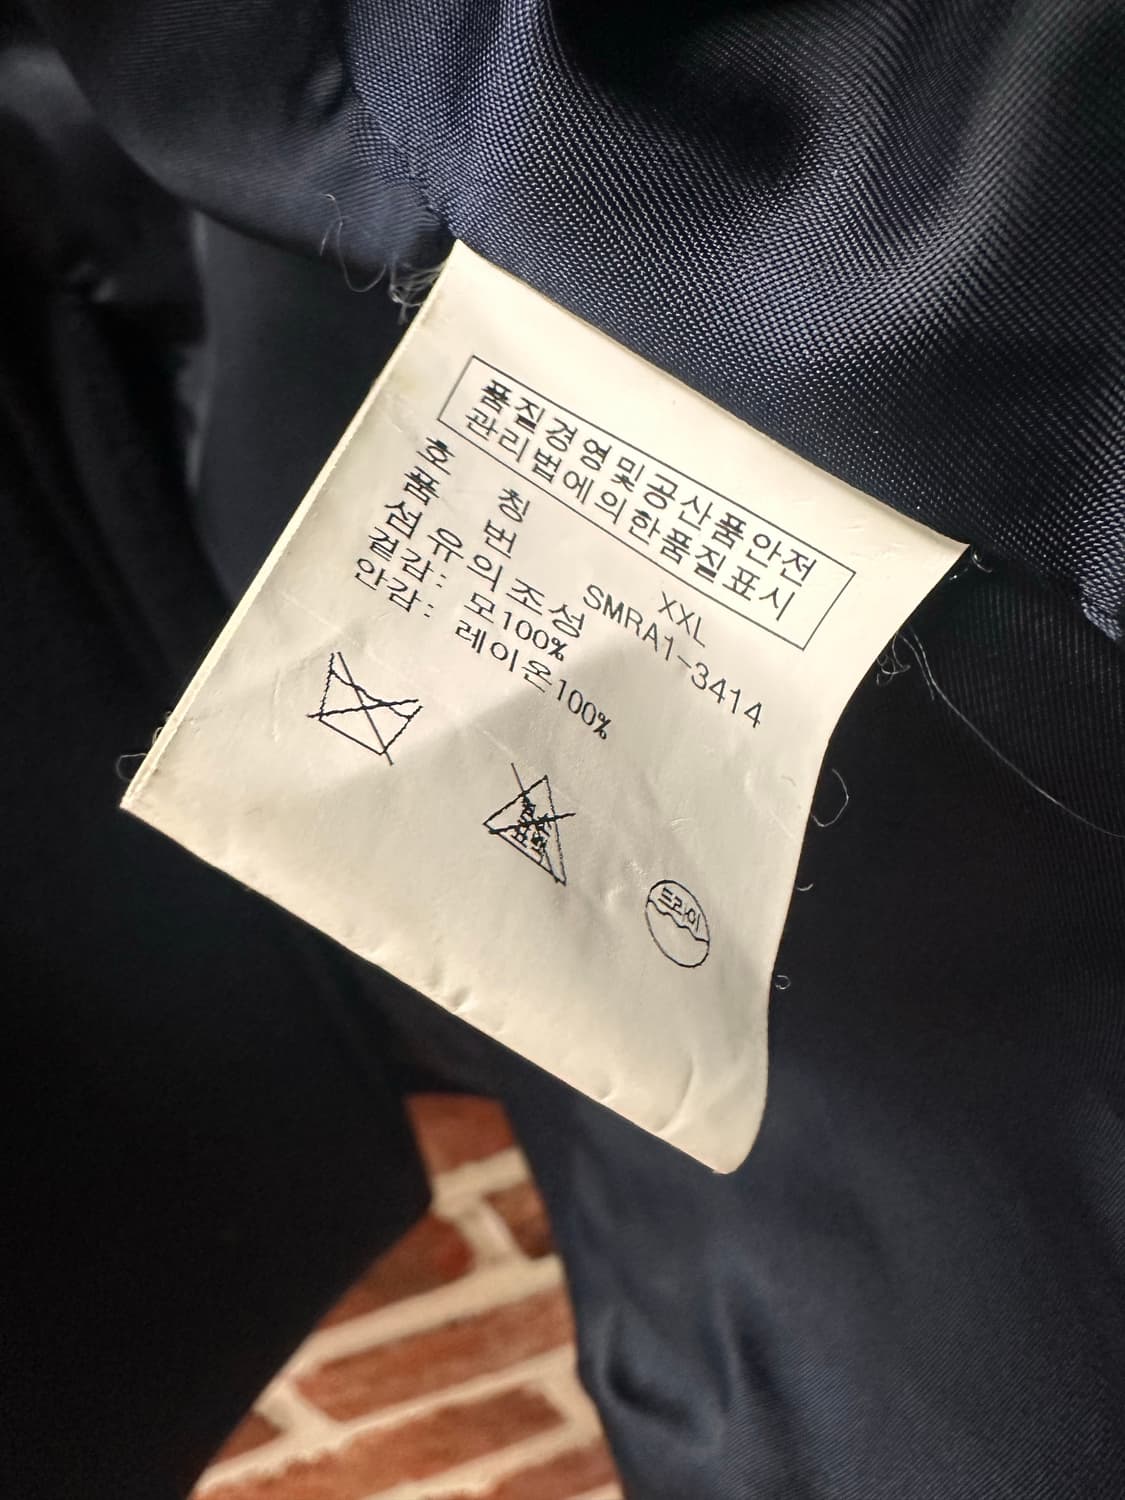 품질경영및공산품안전
관리법에의한품질표시
호 칭 XXL
품 번 SMRA1-3414
섬유의조성
겉감: 모100%
안감: 레이온100%
드라이